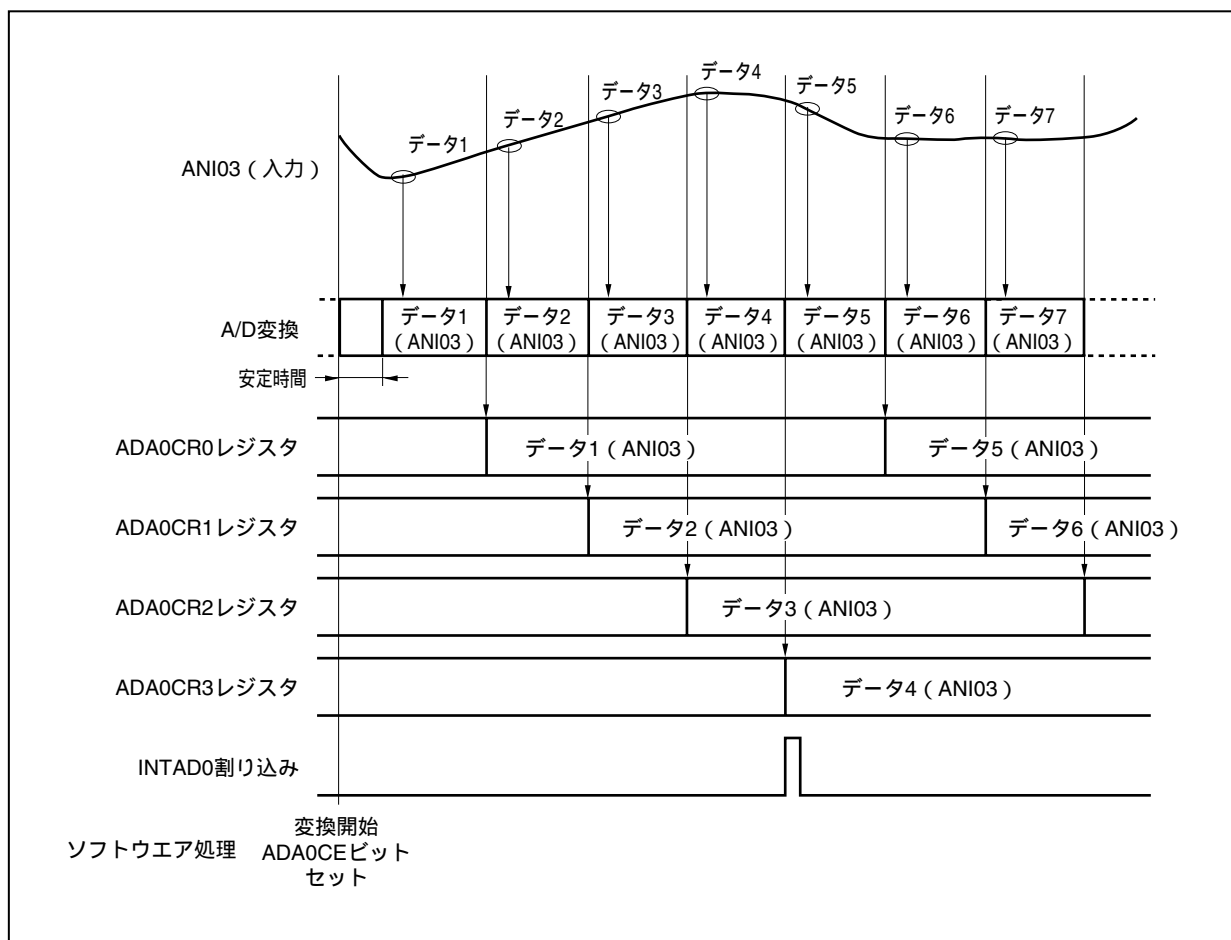 データ1
データ2
データ3
データ4
データ5
データ6
データ7
ANI03（入力）
A/D変換
データ1
（ANI03）
データ2
（ANI03）
データ3
（ANI03）
データ4
（ANI03）
データ5
（ANI03）
データ6
（ANI03）
データ7
（ANI03）
安定時間
ADA0CR0レジスタ
データ1（ANI03）
データ5（ANI03）
ADA0CR1レジスタ
データ2（ANI03）
データ6（ANI03）
ADA0CR2レジスタ
データ3（ANI03）
ADA0CR3レジスタ
データ4（ANI03）
INTAD0割り込み
ソフトウエア処理
変換開始
ADA0CEビット
セット